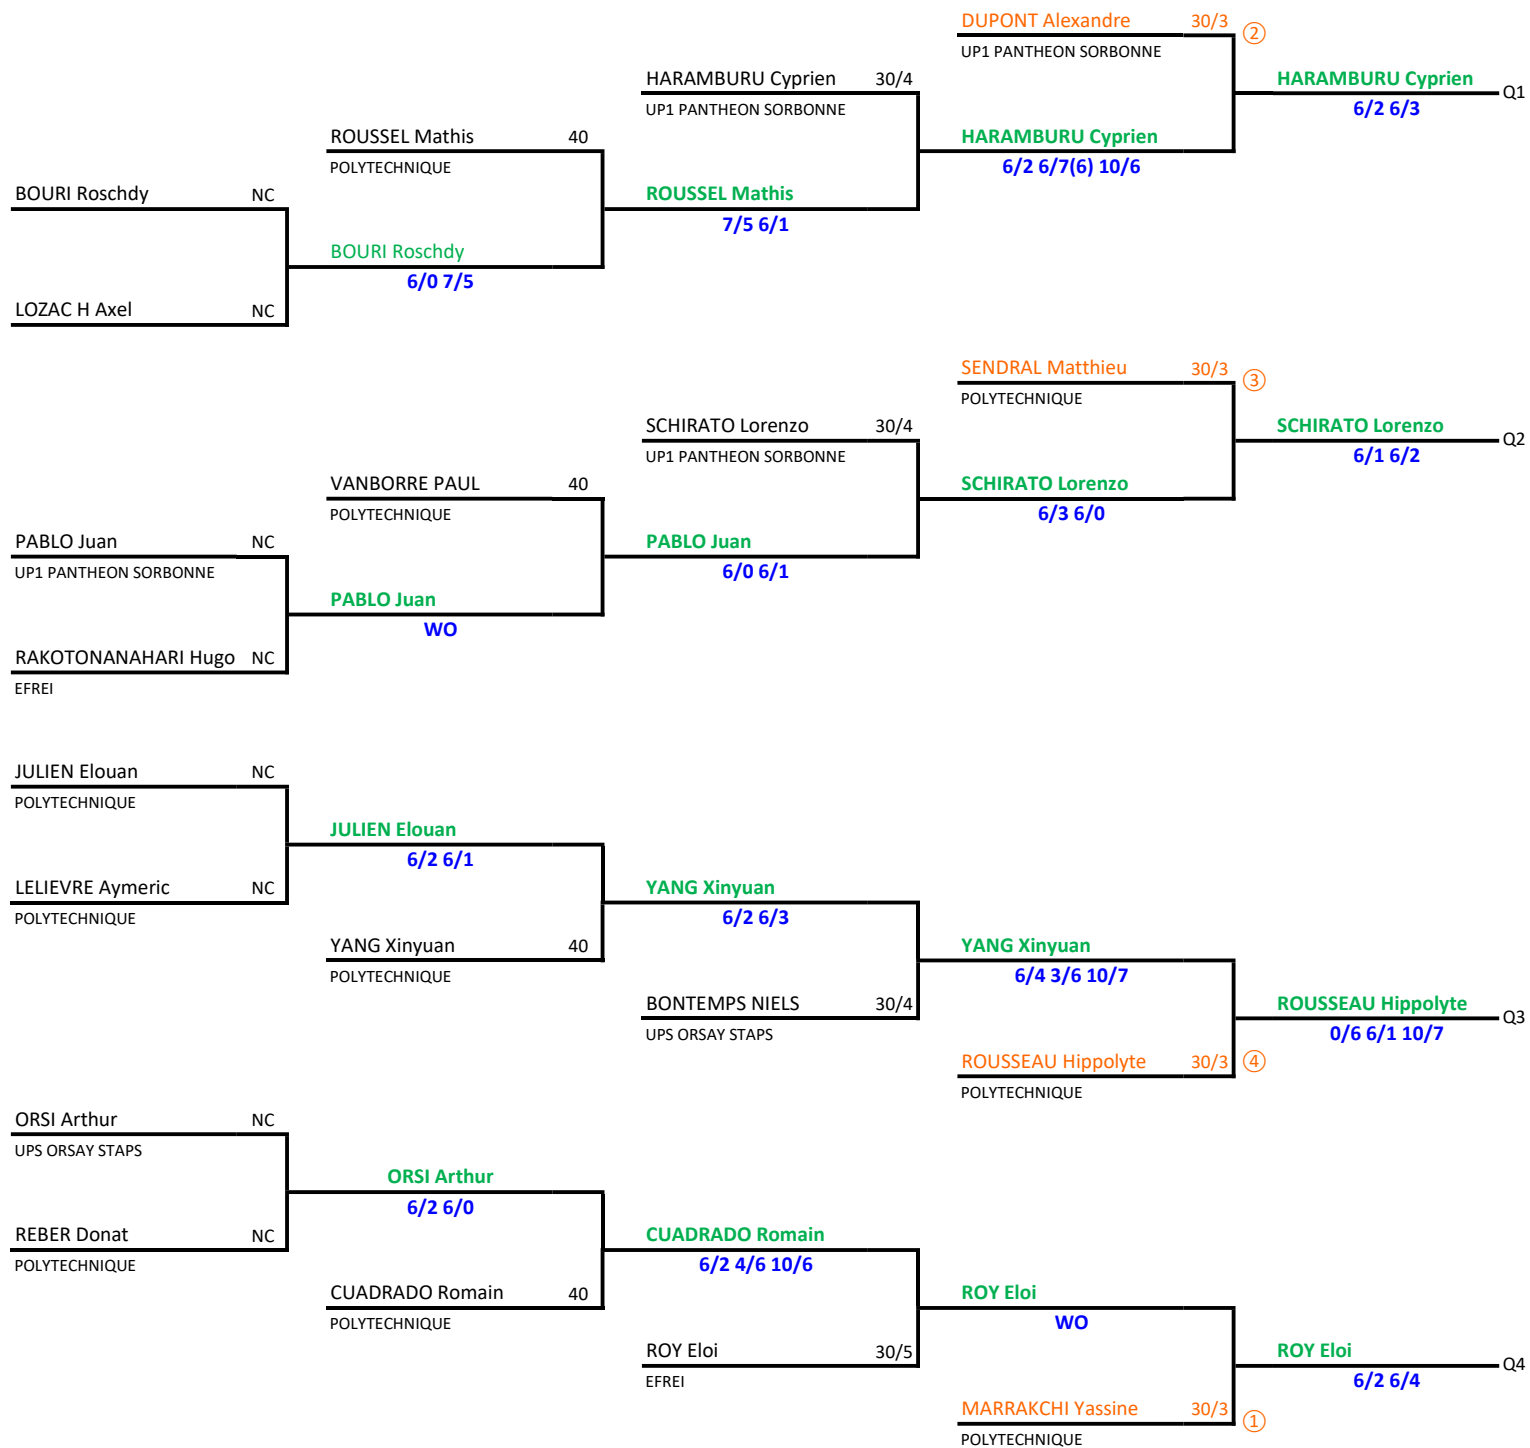 DUPONT Alexandre 30/3 ②
UP1 PANTHEON SORBONNE
HARAMBURU Cyprien 30/4
HARAMBURU Cyprien Q1
UP1 PANTHEON SORBONNE
6/2 6/3
ROUSSEL Mathis 40
HARAMBURU Cyprien
POLYTECHNIQUE
6/2 6/7(6) 10/6
BOURI Roschdy NC
ROUSSEL Mathis
7/5 6/1
BOURI Roschdy
6/0 7/5
LOZAC H Axel NC
SENDRAL Matthieu 30/3 ③
POLYTECHNIQUE
SCHIRATO Lorenzo 30/4
SCHIRATO Lorenzo Q2
UP1 PANTHEON SORBONNE
6/1 6/2
VANBORRE PAUL 40
SCHIRATO Lorenzo
POLYTECHNIQUE
6/3 6/0
PABLO Juan NC
PABLO Juan
UP1 PANTHEON SORBONNE
6/0 6/1
PABLO Juan
WO
RAKOTONANAHARI Hugo NC
EFREI
JULIEN Elouan NC
POLYTECHNIQUE
JULIEN Elouan
6/2 6/1
LELIEVRE Aymeric NC
YANG Xinyuan
POLYTECHNIQUE
6/2 6/3
YANG Xinyuan 40
YANG Xinyuan
POLYTECHNIQUE
6/4 3/6 10/7
BONTEMPS NIELS 30/4
ROUSSEAU Hippolyte Q3
UPS ORSAY STAPS
0/6 6/1 10/7
ROUSSEAU Hippolyte 30/3 ④
POLYTECHNIQUE
ORSI Arthur NC
UPS ORSAY STAPS
ORSI Arthur
6/2 6/0
REBER Donat NC
CUADRADO Romain
POLYTECHNIQUE
6/2 4/6 10/6
CUADRADO Romain 40
ROY Eloi
POLYTECHNIQUE
WO
ROY Eloi 30/5
ROY Eloi Q4
EFREI
6/2 6/4
MARRAKCHI Yassine 30/3 ①
POLYTECHNIQUE